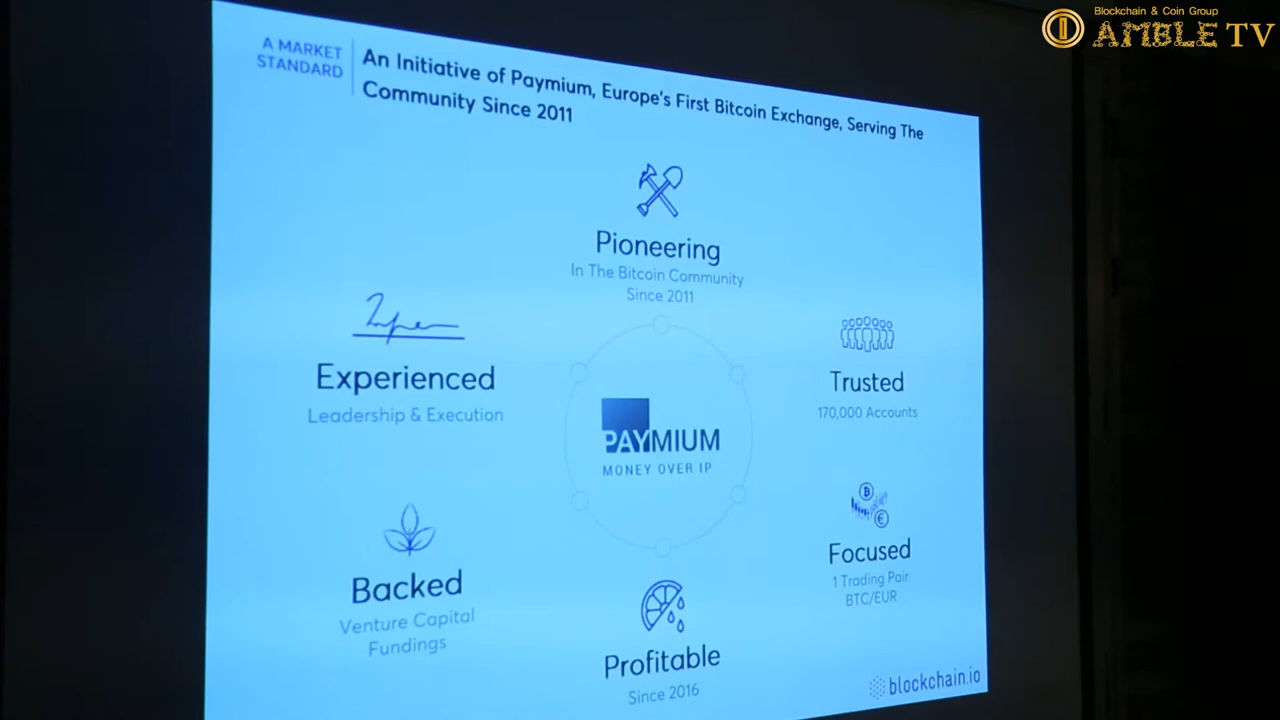 Blockchain & Coin Group
AMBLE TV
A MARKET
STANDARD
An Initiative of Paymium, Europe's First Bitcoin Exchange, Serving The
Community Since 2011
Pioneering
In The Bitcoin Community
Since 2011
Experienced
Leadership & Execution
Trusted
170,000 Accounts
PAYMIUM
MONEY OVER IP
Backed
Venture Capital
Fundings
Focused
1 Trading Pair
BTC/EUR
Profitable
Since 2016
blockchain.io